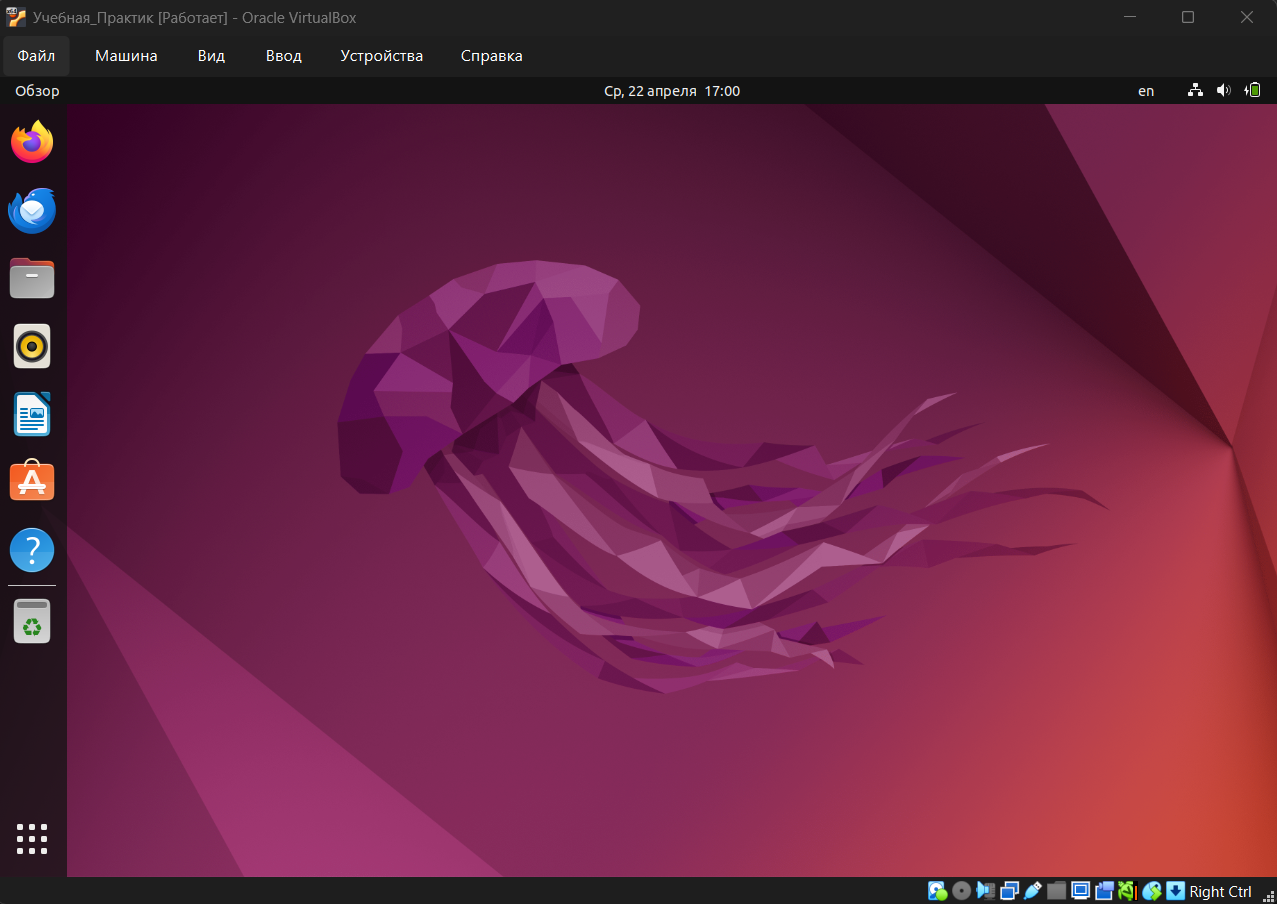 Учебная_Практик [Работает] - Oracle VirtualBox
Файл Машина Вид Ввод Устройства Справка
Обзор Ср, 22 апреля 17:00 en
Right Ctrl